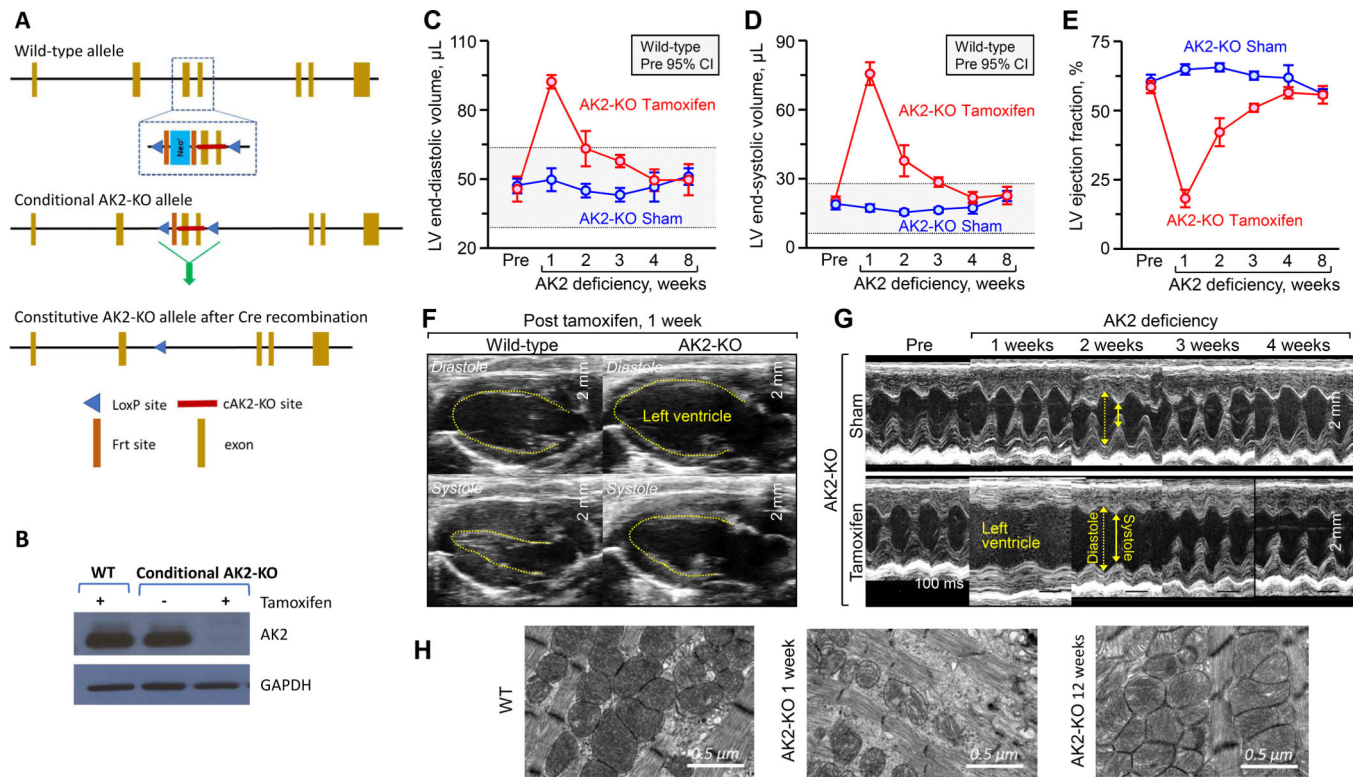 A
Wild-type allele
Neoʳ
Conditional AK2-KO allele
Constitutive AK2-KO allele after Cre recombination
LoxP site
cAK2-KO site
Frt site
exon
B
WT
Conditional AK2-KO
+ - + Tamoxifen
AK2
GAPDH
C
LV end-diastolic volume, µL
110
80
50
20
Wild-type
Pre 95% CI
AK2-KO Tamoxifen
AK2-KO Sham
Pre 1 2 3 4 8
AK2 deficiency, weeks
D
LV end-systolic volume, µL
90
60
30
0
Wild-type
Pre 95% CI
AK2-KO Tamoxifen
AK2-KO Sham
Pre 1 2 3 4 8
AK2 deficiency, weeks
E
LV ejection fraction, %
75
50
25
0
AK2-KO Sham
AK2-KO Tamoxifen
Pre 1 2 3 4 8
AK2 deficiency, weeks
F
Post tamoxifen, 1 week
Wild-type AK2-KO
Diastole 2 mm
Diastole 2 mm
Left ventricle
Systole 2 mm
Systole 2 mm
G
AK2 deficiency
Pre 1 weeks 2 weeks 3 weeks 4 weeks
AK2-KO
Sham
2 mm
Tamoxifen
Left
ventricle
Diastole
Systole
2 mm
100 ms
H
WT
0.5 µm
AK2-KO 1 week
0.5 µm
AK2-KO 12 weeks
0.5 µm